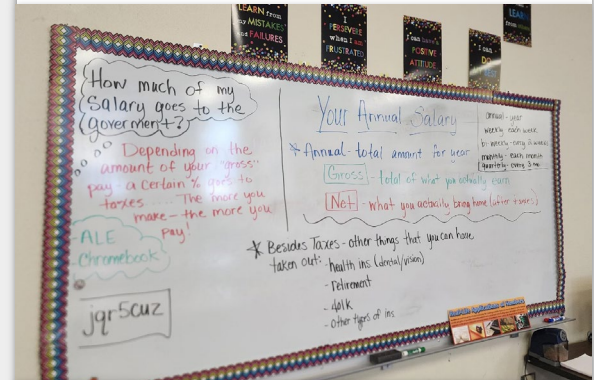 LEARN from
my MISTAKES
and FAILURES
I
PERSEVERE
when I am
FRUSTRATED
POSITIVE
ATTITUDE
I can
How much of my
Salary goes to the
goverment?
Depending on the
amount of your "gross"
pay - a certain % goes to
taxes .... The more you
make - the more you
pay!
- ALE
- Chromebook
jqr5cuz
Your Annual Salary
* Annual - total amount for year
Gross - total of what you actually earn
Net - what you actually bring home (after taxes)
annual - year
weekly - each week
bi-weekly - every 2 weeks
monthly - each month
quarterly - every 3 mo.
* Besides Taxes - other things that you can have
taken out: - health ins (dental/vision)
- retirement
- 401K
- other types of ins